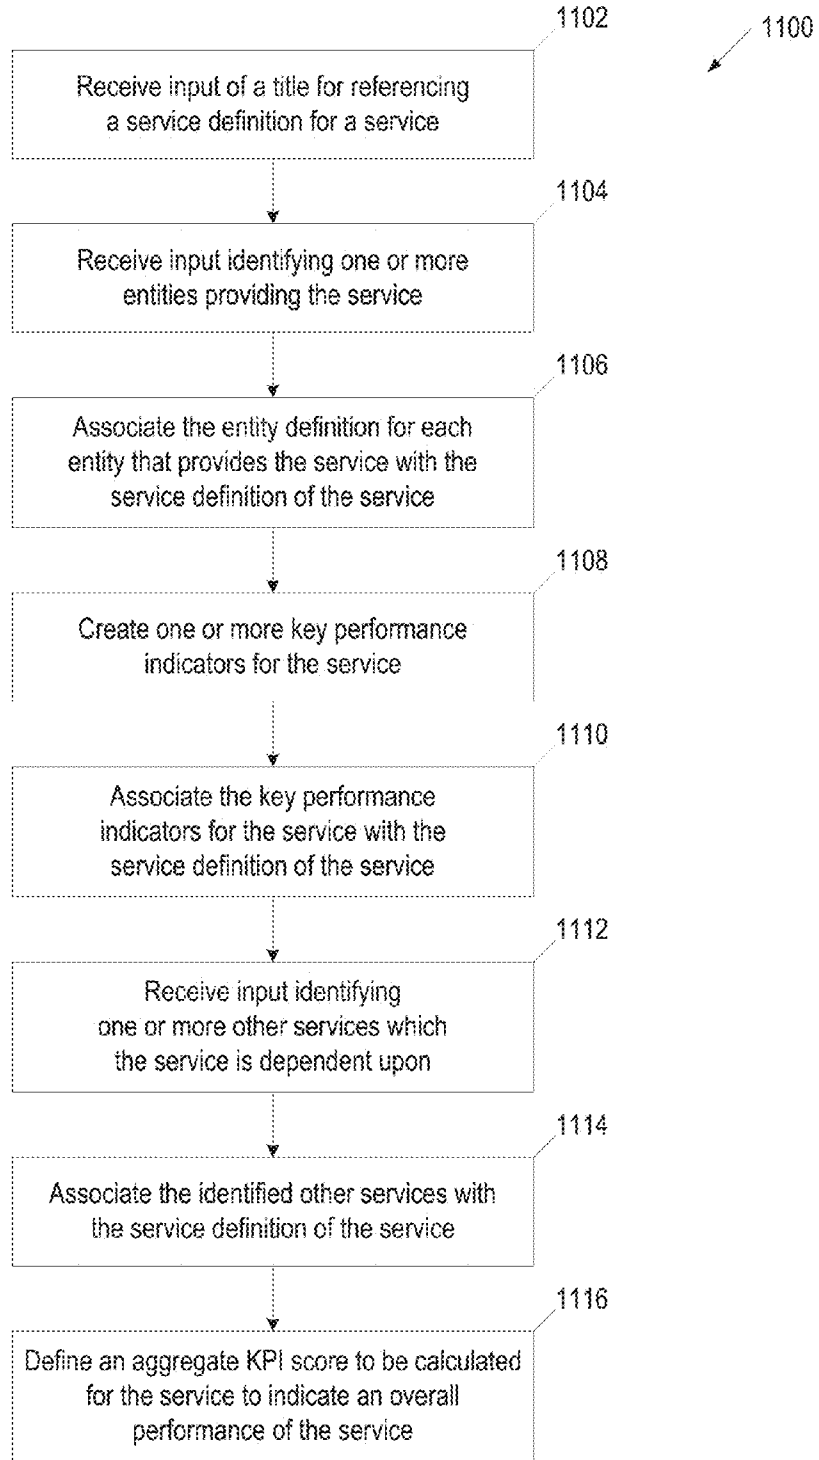 1102
1100
Receive input of a title for referencing
a service definition for a service
1104
Receive input identifying one or more
entities providing the service
1106
Associate the entity definition for each
entity that provides the service with the
service definition of the service
1108
Create one or more key performance
indicators for the service
1110
Associate the key performance
indicators for the service with the
service definition of the service
1112
Receive input identifying
one or more other services which
the service is dependent upon
1114
Associate the identified other services with
the service definition of the service
1116
Define an aggregate KPI score to be calculated
for the service to indicate an overall
performance of the service